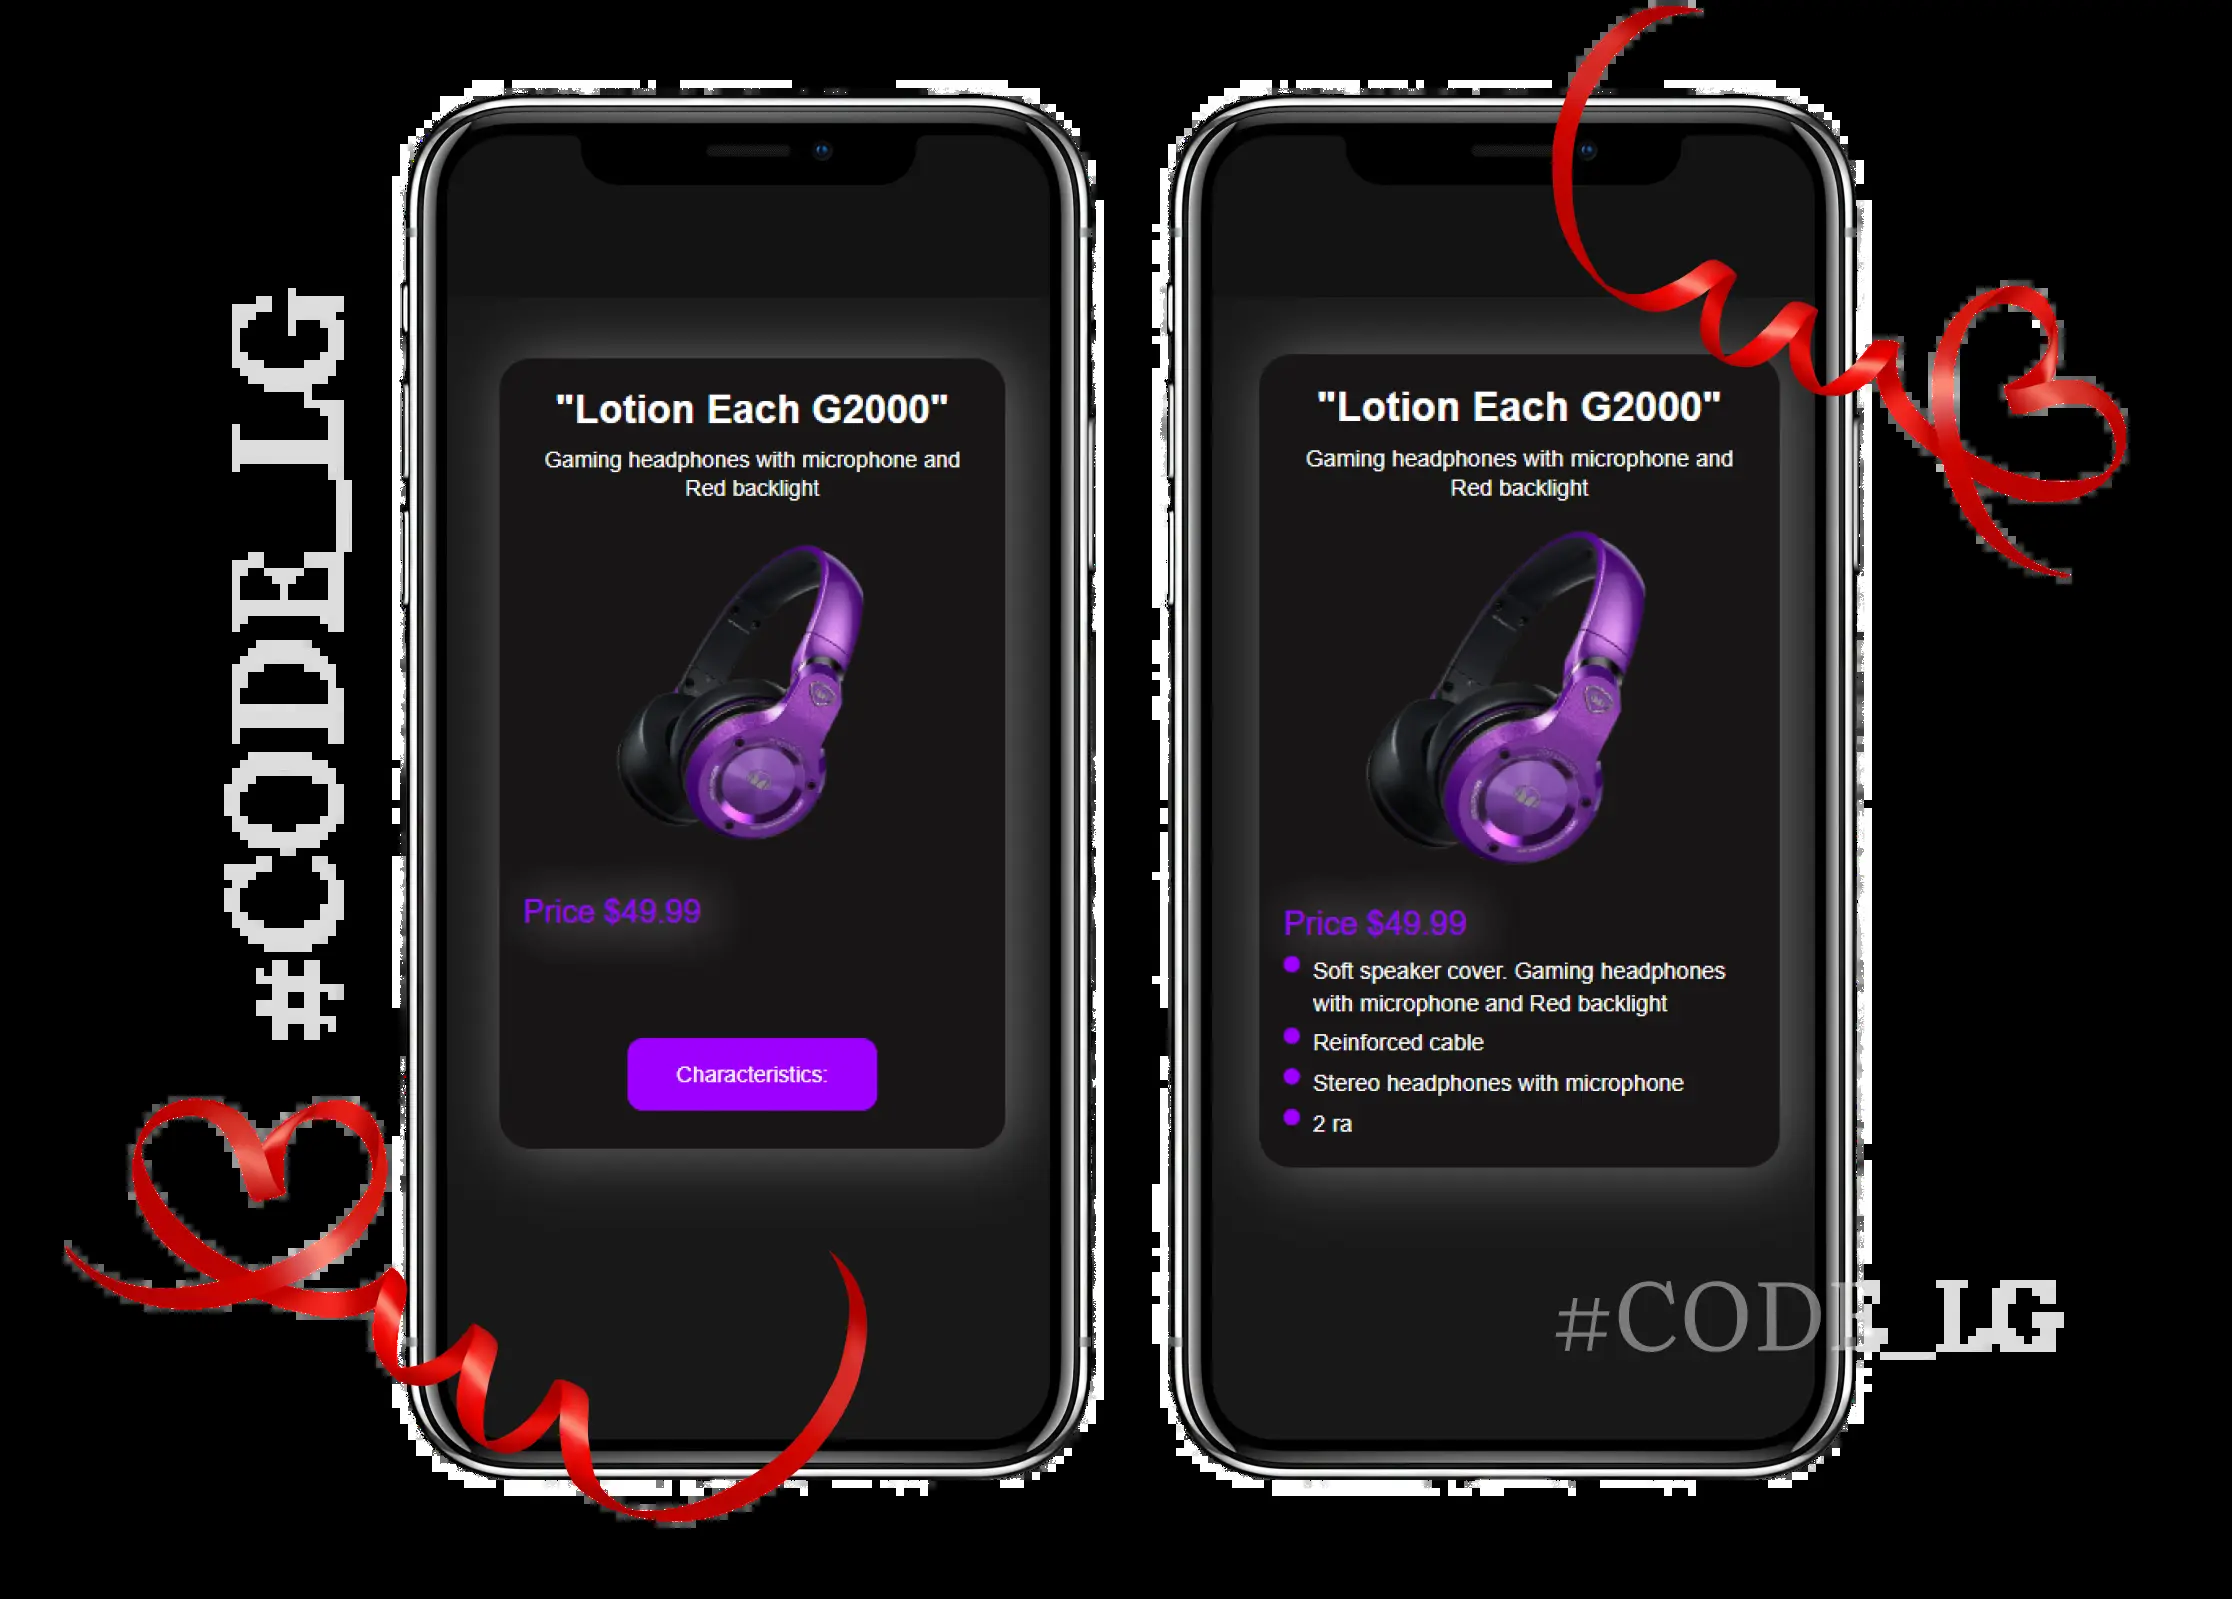 #CODE_LG
"Lotion Each G2000"
Gaming headphones with microphone and
Red backlight
Price $49.99
Characteristics:
"Lotion Each G2000"
Gaming headphones with microphone and
Red backlight
Price $49.99
Soft speaker cover. Gaming headphones
with microphone and Red backlight
Reinforced cable
Stereo headphones with microphone
2 ra
#CODE_LG